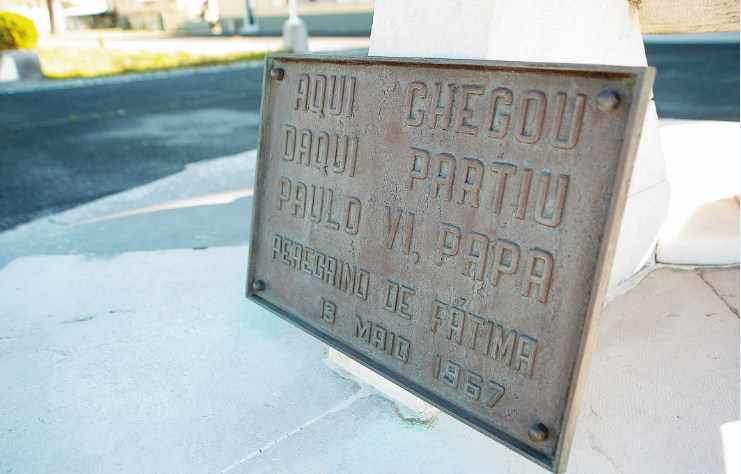 AQUI CHEGOU
DAQUI PARTIU
PAULO VI, PAPA
PEREGRINO DE FÁTIMA
13 MAIO 1967